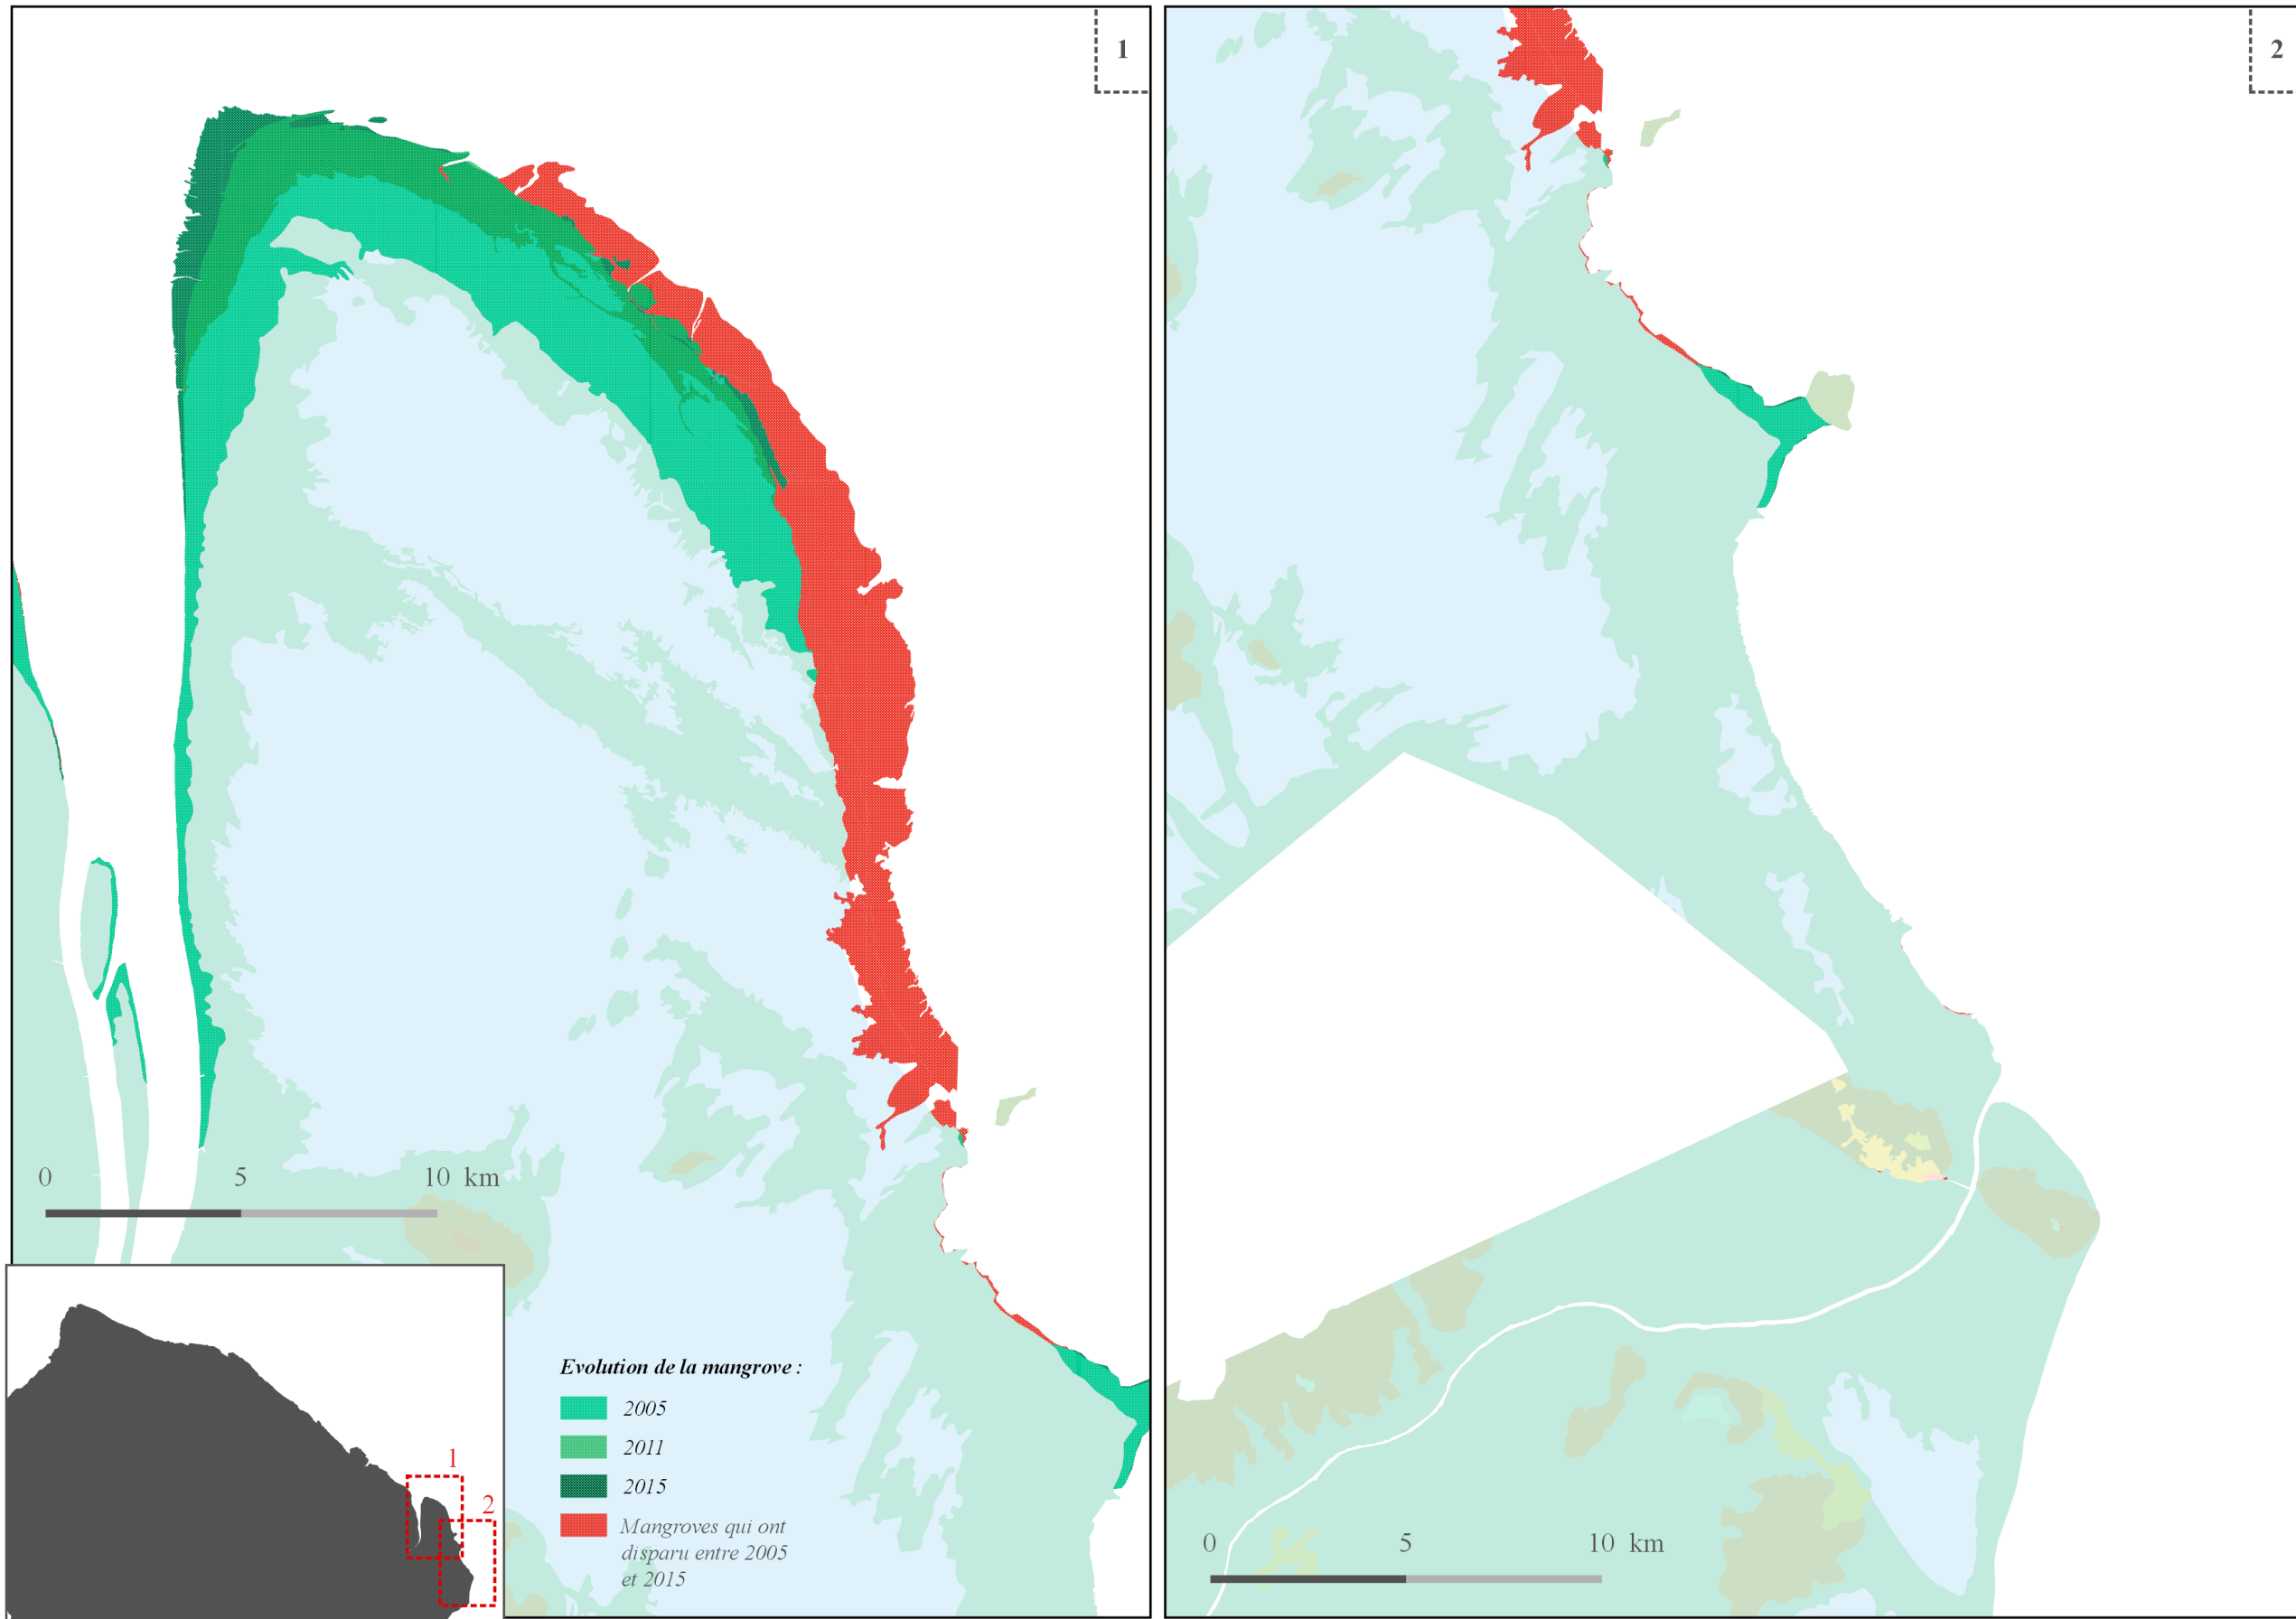 1
2
0 5 10 km
Evolution de la mangrove :
2005
2011
2015
Mangroves qui ont
disparu entre 2005
et 2015
1
2
0 5 10 km